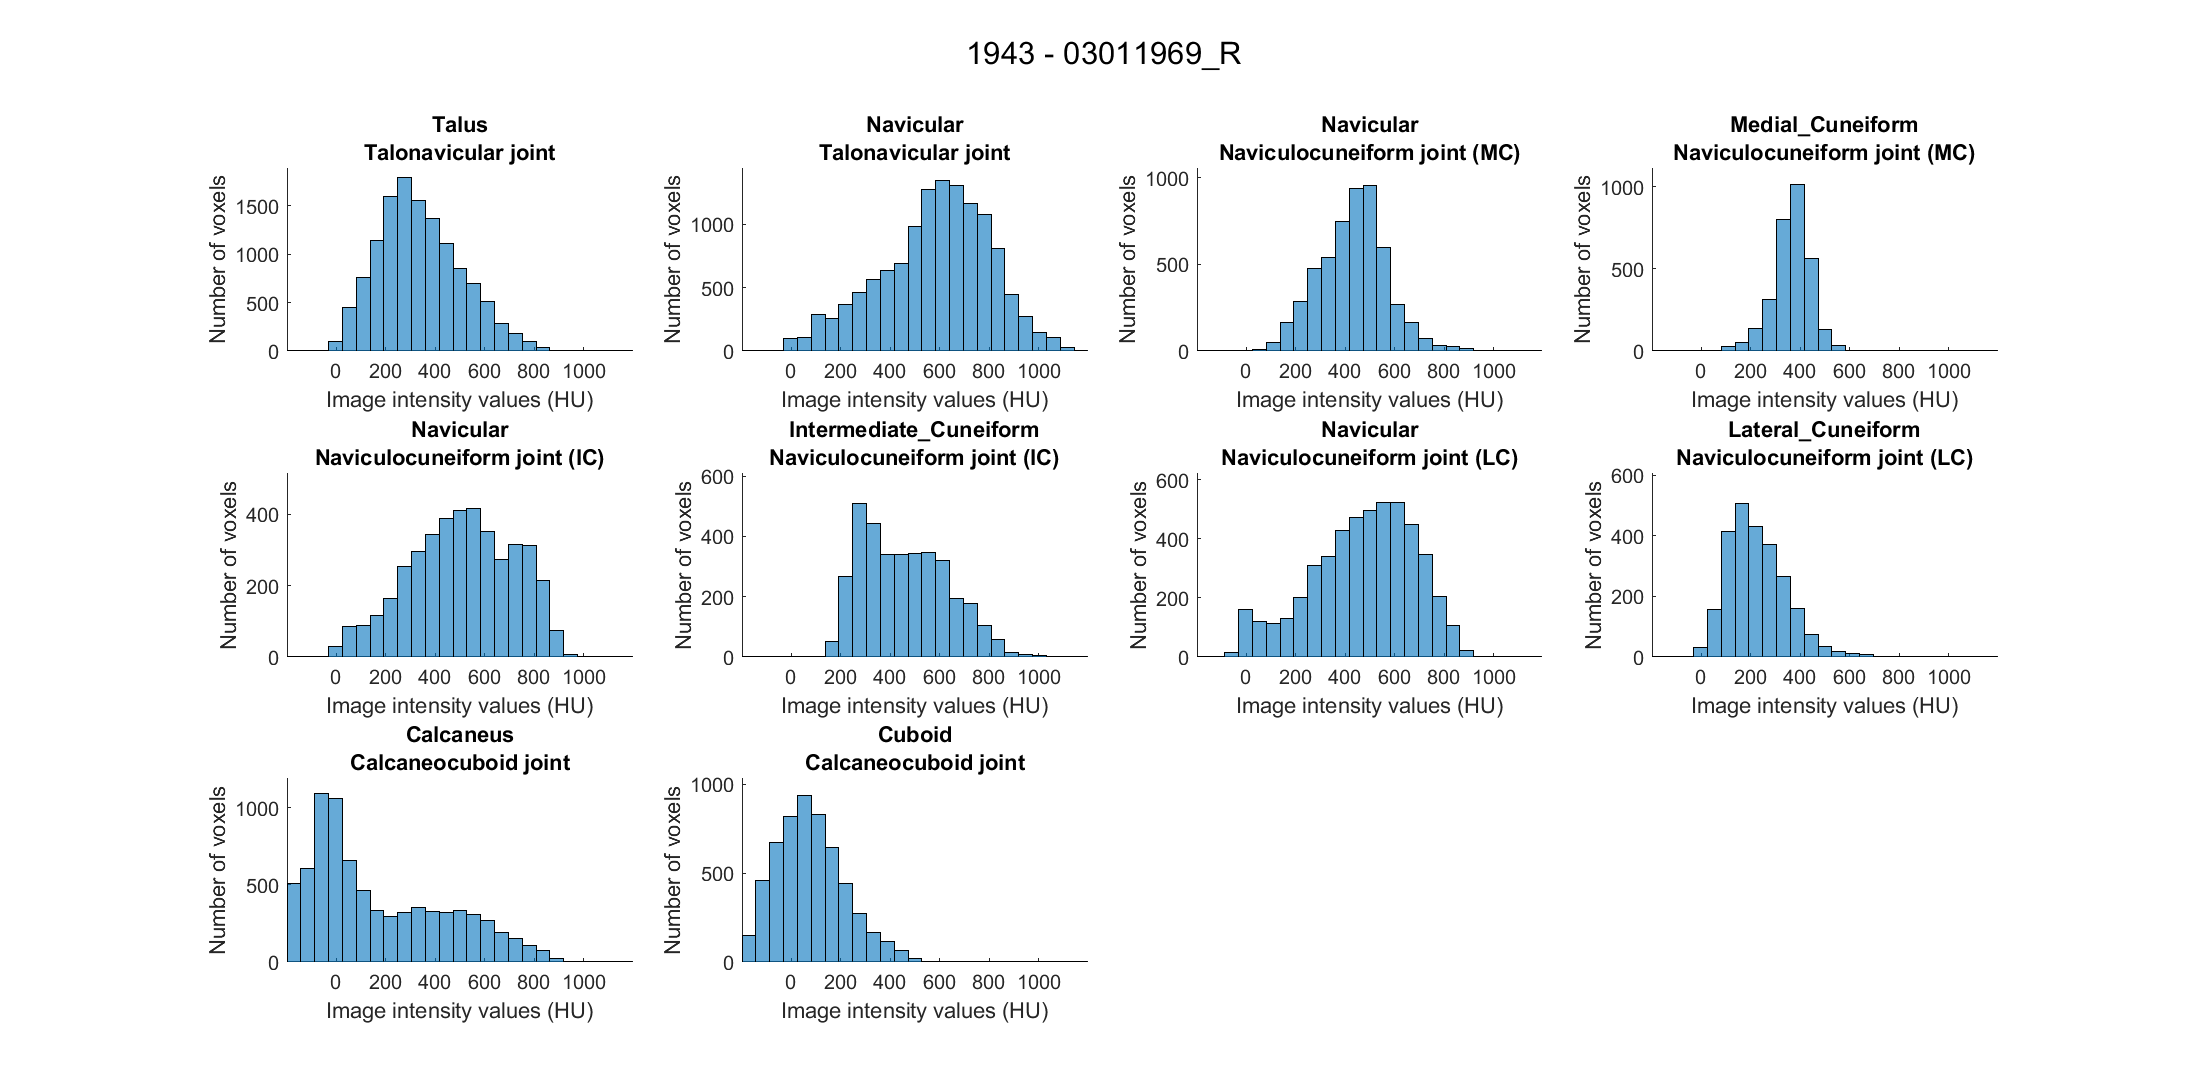 1943 - 03011969_R
Talus
Talonavicular joint
Number of voxels
1500
1000
500
0
0 200 400 600 800 1000
Image intensity values (HU)
Navicular
Talonavicular joint
Number of voxels
1000
500
0
0 200 400 600 800 1000
Image intensity values (HU)
Navicular
Naviculocuneiform joint (MC)
Number of voxels
1000
500
0
0 200 400 600 800 1000
Image intensity values (HU)
Medial_Cuneiform
Naviculocuneiform joint (MC)
Number of voxels
1000
500
0
0 200 400 600 800 1000
Image intensity values (HU)
Navicular
Naviculocuneiform joint (IC)
Number of voxels
400
200
0
0 200 400 600 800 1000
Image intensity values (HU)
Intermediate_Cuneiform
Naviculocuneiform joint (IC)
Number of voxels
600
400
200
0
0 200 400 600 800 1000
Image intensity values (HU)
Navicular
Naviculocuneiform joint (LC)
Number of voxels
600
400
200
0
0 200 400 600 800 1000
Image intensity values (HU)
Lateral_Cuneiform
Naviculocuneiform joint (LC)
Number of voxels
600
400
200
0
0 200 400 600 800 1000
Image intensity values (HU)
Calcaneus
Calcaneocuboid joint
Number of voxels
1000
500
0
0 200 400 600 800 1000
Image intensity values (HU)
Cuboid
Calcaneocuboid joint
Number of voxels
1000
500
0
0 200 400 600 800 1000
Image intensity values (HU)